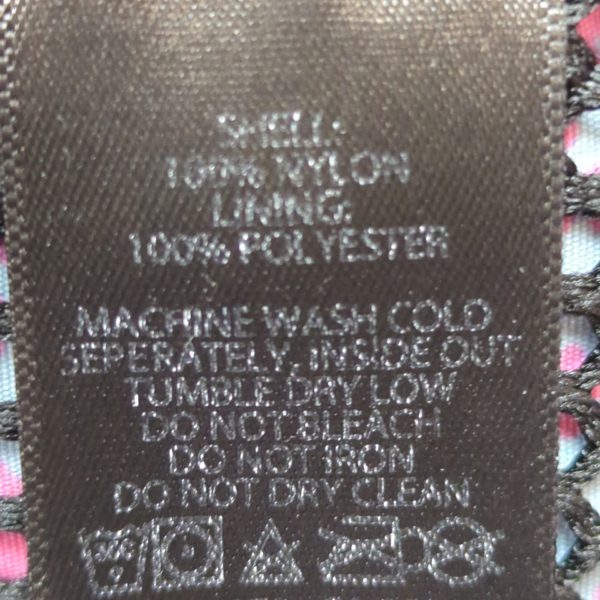 SHELL:
100% NYLON
LINING:
100% POLYESTER
MACHINE WASH COLD
SEPERATELY, INSIDE OUT
TUMBLE DRY LOW
DO NOT BLEACH
DO NOT IRON
DO NOT DRY CLEAN